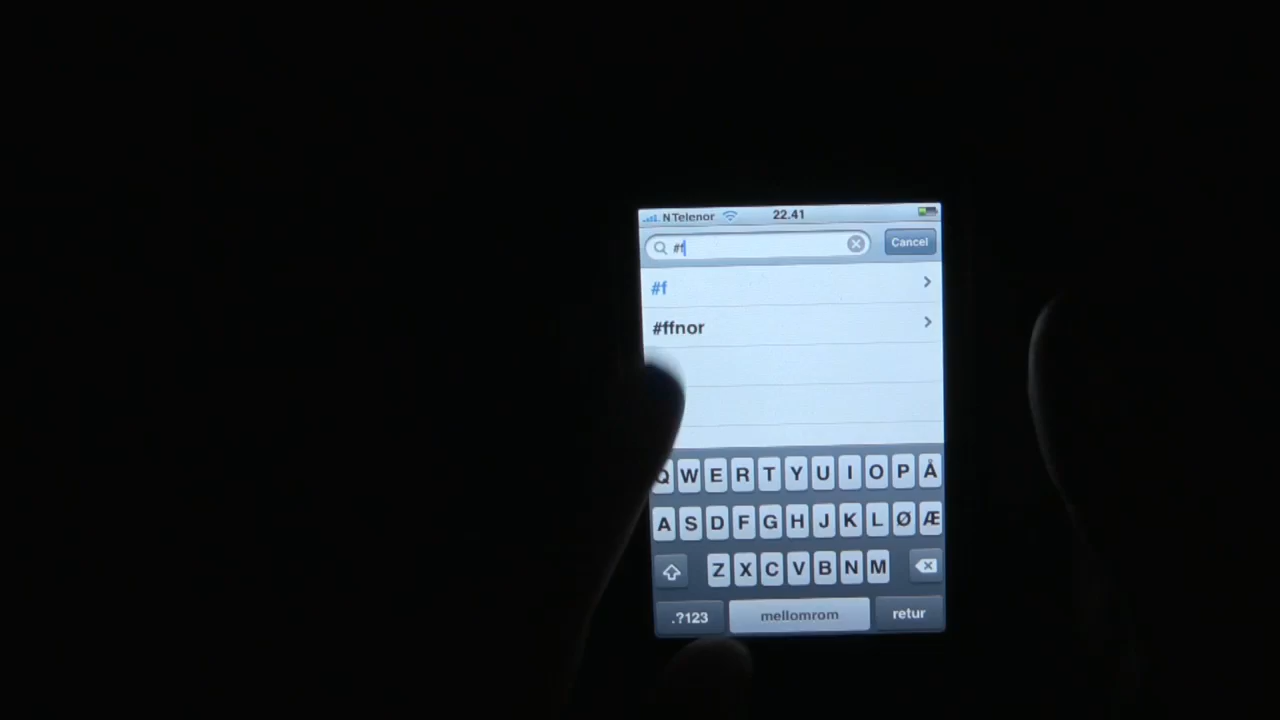 N Telenor 22.41
#f Cancel
#f
#ffnor
Q W E R T Y U I O P Å
A S D F G H J K L Ø Æ
Z X C V B N M
.?123 mellomrom retur